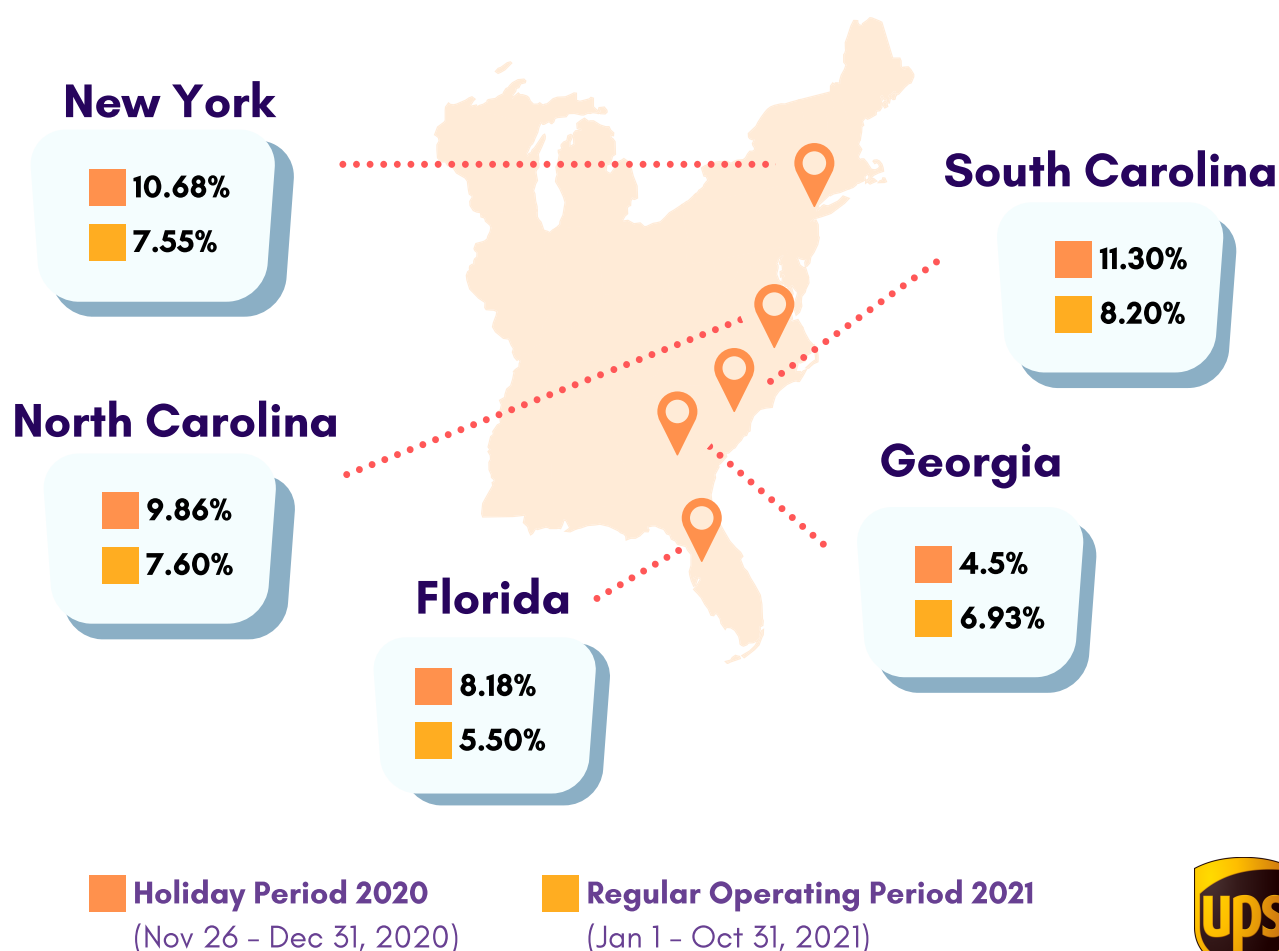 New York
10.68%
7.55%
South Carolina
11.30%
8.20%
North Carolina
9.86%
7.60%
Georgia
4.5%
6.93%
Florida
8.18%
5.50%
Holiday Period 2020
(Nov 26 - Dec 31, 2020)
Regular Operating Period 2021
(Jan 1 - Oct 31, 2021)
ups